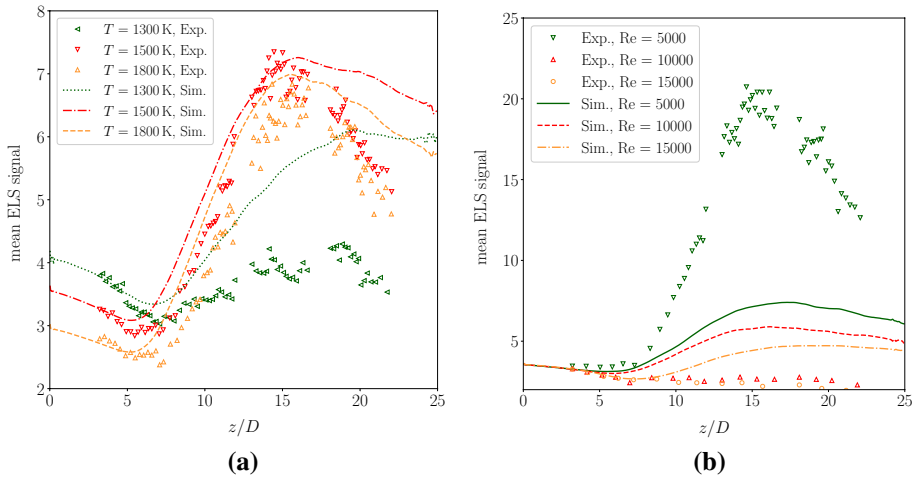 T = 1300 K, Exp.
T = 1500 K, Exp.
T = 1800 K, Exp.
T = 1300 K, Sim.
T = 1500 K, Sim.
T = 1800 K, Sim.
mean ELS signal
8
7
6
5
4
3
2
0
5
10
15
20
25
z/D
(a)
Exp., Re = 5000
Exp., Re = 10000
Exp., Re = 15000
Sim., Re = 5000
Sim., Re = 10000
Sim., Re = 15000
mean ELS signal
25
20
15
10
5
0
5
10
15
20
25
z/D
(b)